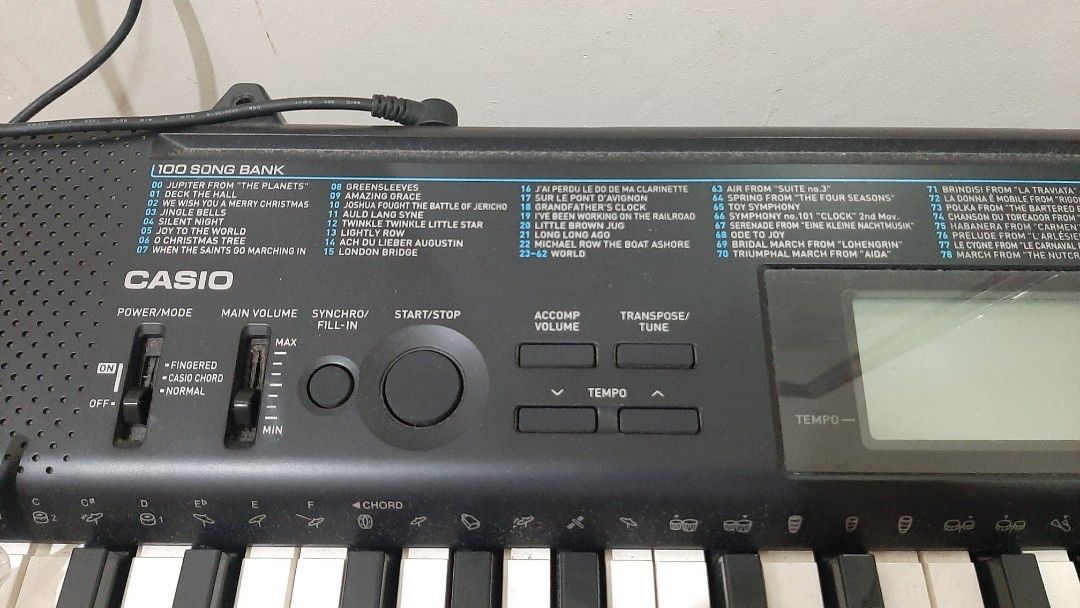 100 SONG BANK
00 JUPITER FROM "THE PLANETS"
01 DECK THE HALL
02 WE WISH YOU A MERRY CHRISTMAS
03 JINGLE BELLS
04 SILENT NIGHT
05 JOY TO THE WORLD
06 O CHRISTMAS TREE
07 WHEN THE SAINTS GO MARCHING IN
08 GREENSLEEVES
09 AMAZING GRACE
10 JOSHUA FOUGHT THE BATTLE OF JERICHO
11 AULD LANG SYNE
12 TWINKLE TWINKLE LITTLE STAR
13 LIGHTLY ROW
14 ACH DU LIEBER AUGUSTIN
15 LONDON BRIDGE
16 J'AI PERDU LE DO DE MA CLARINETTE
17 SUR LE PONT D'AVIGNON
18 GRANDFATHER'S CLOCK
19 I'VE BEEN WORKING ON THE RAILROAD
20 LITTLE BROWN JUG
21 LONG LONG AGO
22 MICHAEL ROW THE BOAT ASHORE
23~62 WORLD
63 AIR FROM "SUITE no.3"
64 SPRING FROM "THE FOUR SEASONS"
65 TOY SYMPHONY
66 SYMPHONY no.101 "CLOCK" 2nd Mov.
67 SERENADE FROM "EINE KLEINE NACHTMUSIK"
68 ODE TO JOY
69 BRIDAL MARCH FROM "LOHENGRIN"
70 TRIUMPHAL MARCH FROM "AIDA"
71 BRINDISI FROM "LA TRAVIATA"
72 LA DONNA È MOBILE FROM
73 POLKA FROM "THE BARTERED
74 CHANSON DU TOREADOR FROM
75 HABANERA FROM "CARMEN
76 PRELUDE FROM
77 LE CYGNE FROM "LE CARNAVAL
78 MARCH FROM "THE
CASIO
POWER/MODE
ON
OFF
FINGERED
CASIO CHORD
NORMAL
MAIN VOLUME
MAX
MIN
SYNCHRO/
FILL-IN
START/STOP
ACCOMP
VOLUME
TRANSPOSE/
TUNE
TEMPO
TEMPO
C C# D Eb E F CHORD
2 1